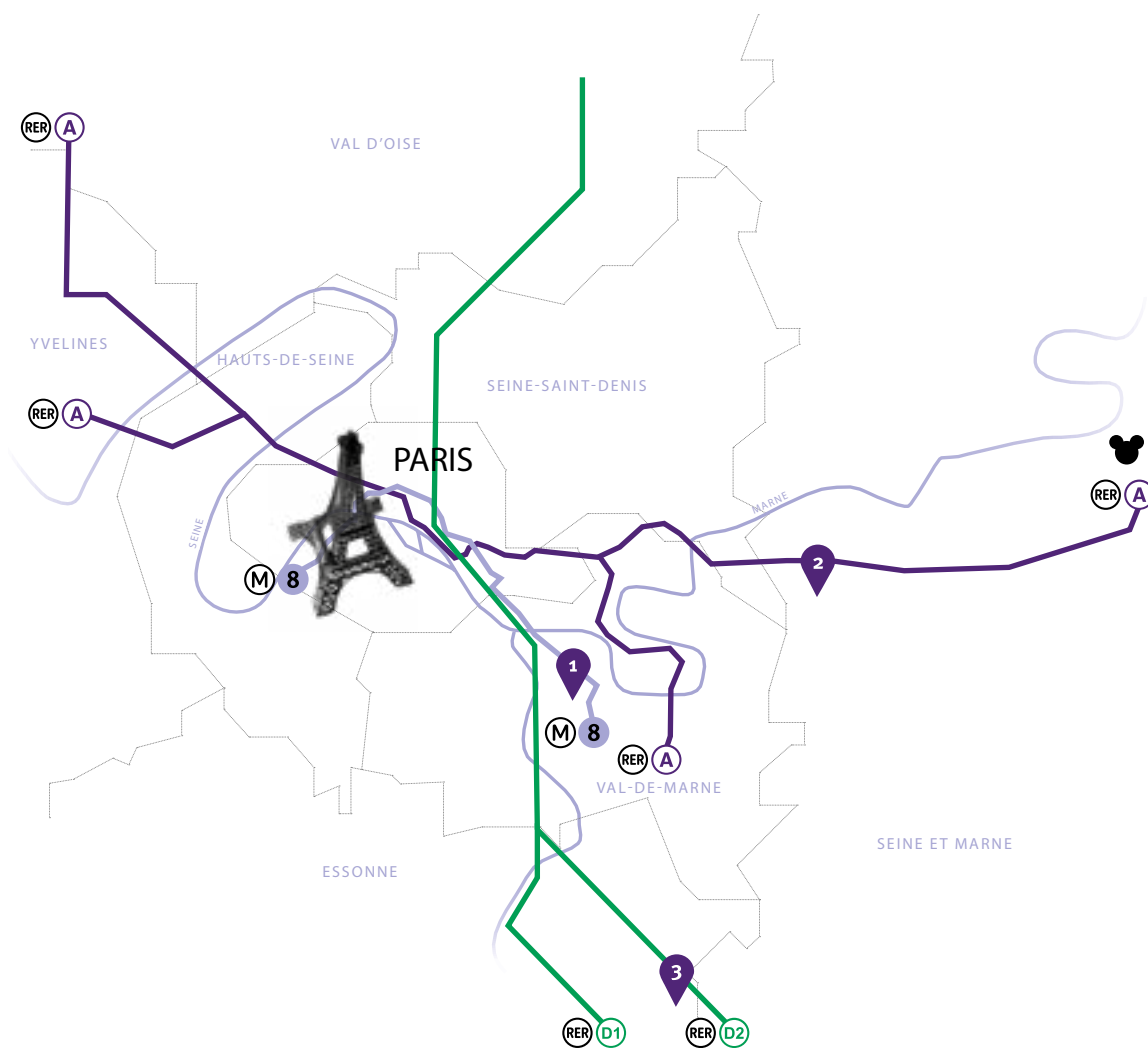 RER A
VAL D'OISE
YVELINES
HAUTS-DE-SEINE
SEINE-SAINT-DENIS
RER A
PARIS
RER A
MARNE
SEINE
2
M 8
1
M 8
RER A
VAL-DE-MARNE
SEINE ET MARNE
ESSONNE
3
RER D1
RER D2